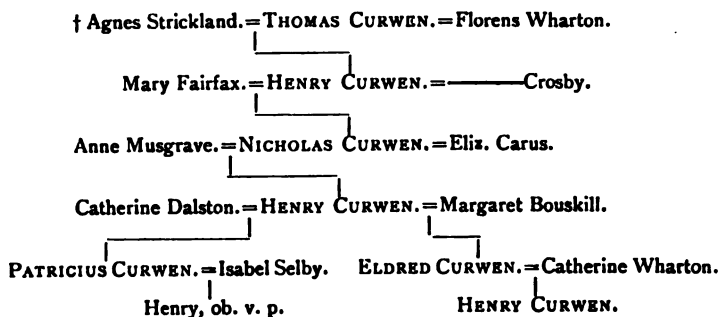 † Agnes Strickland.=THOMAS CURWEN.=Florens Wharton.
Mary Fairfax.=HENRY CURWEN.=———Crosby.
Anne Musgrave.=NICHOLAS CURWEN.=Eliz. Carus.
Catherine Dalston.=HENRY CURWEN.=Margaret Bouskill.
PATRICIUS CURWEN.=Isabel Selby. ELDRED CURWEN.=Catherine Wharton.
Henry, ob. v. p. HENRY CURWEN.